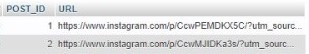 POST_ID URL
1 https://www.instagram.com/p/CcwPEMDKX5C/?utm_sourc...
2 https://www.instagram.com/p/CcwMJIDKa3s/?utm_sourc...